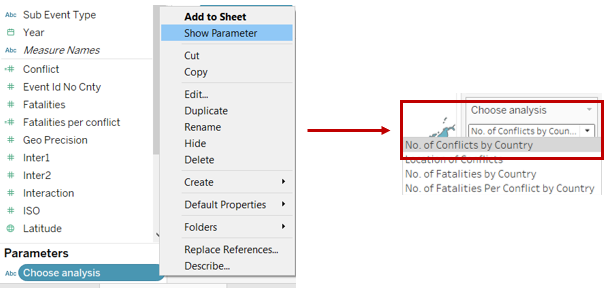 Abc Sub Event Type
Year
Abc Measure Names
# Conflict
# Event Id No Cnty
# Fatalities
# Fatalities per conflict
# Geo Precision
# Inter1
# Inter2
# Interaction
# ISO
# Latitude
Parameters
Abc Choose analysis
Add to Sheet
Show Parameter
Cut
Copy
Edit...
Duplicate
Rename
Hide
Delete
Create
Default Properties
Folders
Replace References...
Describe...
Choose analysis
No. of Conflicts by Coun...
No. of Conflicts by Country
Location of Conflicts
No. of Fatalities by Country
No. of Fatalities Per Conflict by Country